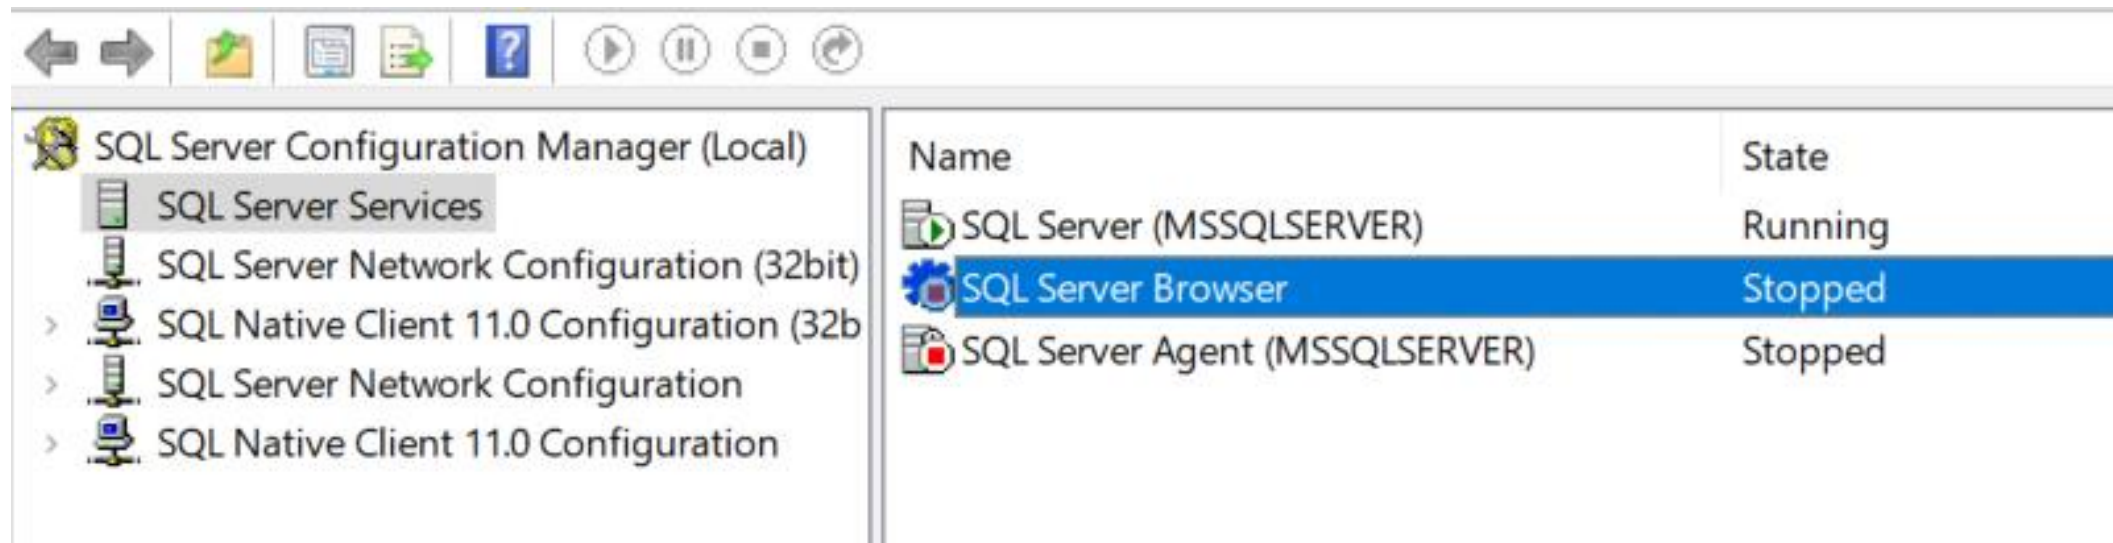 ?
SQL Server Configuration Manager (Local)
SQL Server Services
SQL Server Network Configuration (32bit)
SQL Native Client 11.0 Configuration (32b
SQL Server Network Configuration
SQL Native Client 11.0 Configuration
Name State
SQL Server (MSSQLSERVER) Running
SQL Server Browser Stopped
SQL Server Agent (MSSQLSERVER) Stopped